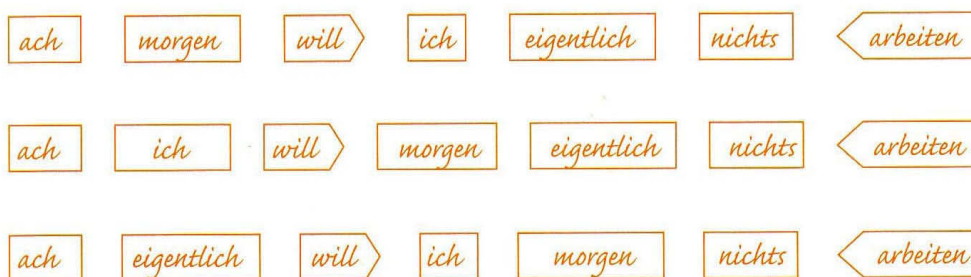 ach morgen will ich eigentlich nichts arbeiten
ach ich will morgen eigentlich nichts arbeiten
ach eigentlich will ich morgen nichts arbeiten